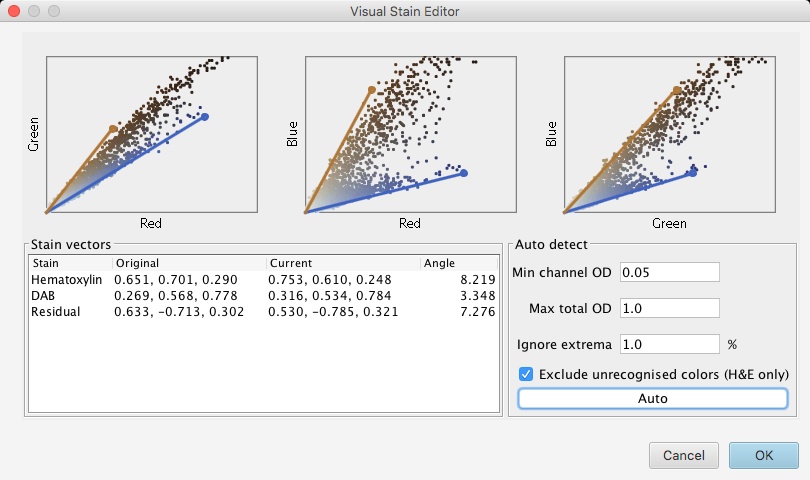 Visual Stain Editor
Green
Red
Blue
Red
Blue
Green
Stain vectors
Stain Original Current Angle
Hematoxylin 0.651, 0.701, 0.290 0.753, 0.610, 0.248 8.219
DAB 0.269, 0.568, 0.778 0.316, 0.534, 0.784 3.348
Residual 0.633, -0.713, 0.302 0.530, -0.785, 0.321 7.276
Auto detect
Min channel OD 0.05
Max total OD 1.0
Ignore extrema 1.0 %
Exclude unrecognised colors (H&E only)
Auto
Cancel OK